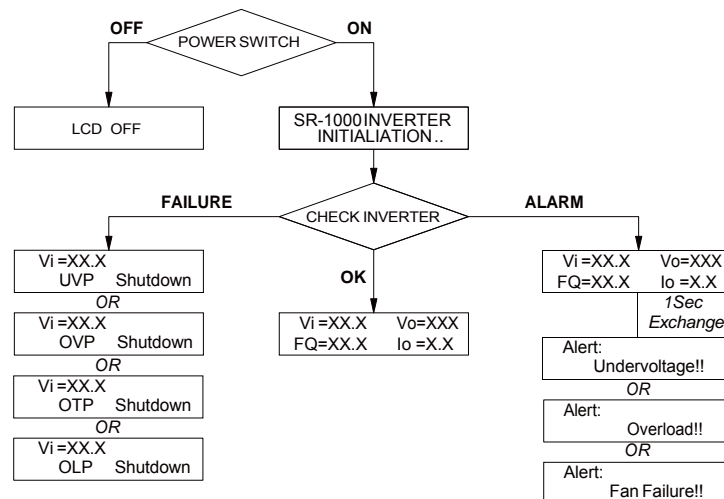 OFF
POWER SWITCH
ON
LCD OFF
SR-1000 INVERTER
INITIALIATION..
FAILURE
CHECK INVERTER
ALARM
OK
Vi =XX.X
UVP Shutdown
OR
Vi =XX.X
OVP Shutdown
OR
Vi =XX.X
OTP Shutdown
OR
Vi =XX.X
OLP Shutdown
Vi =XX.X Vo=XXX
FQ=XX.X Io =X.X
Vi =XX.X Vo=XXX
FQ=XX.X Io =X.X
1Sec
Exchange
Alert:
Undervoltage!!
OR
Alert:
Overload!!
OR
Alert:
Fan Failure!!